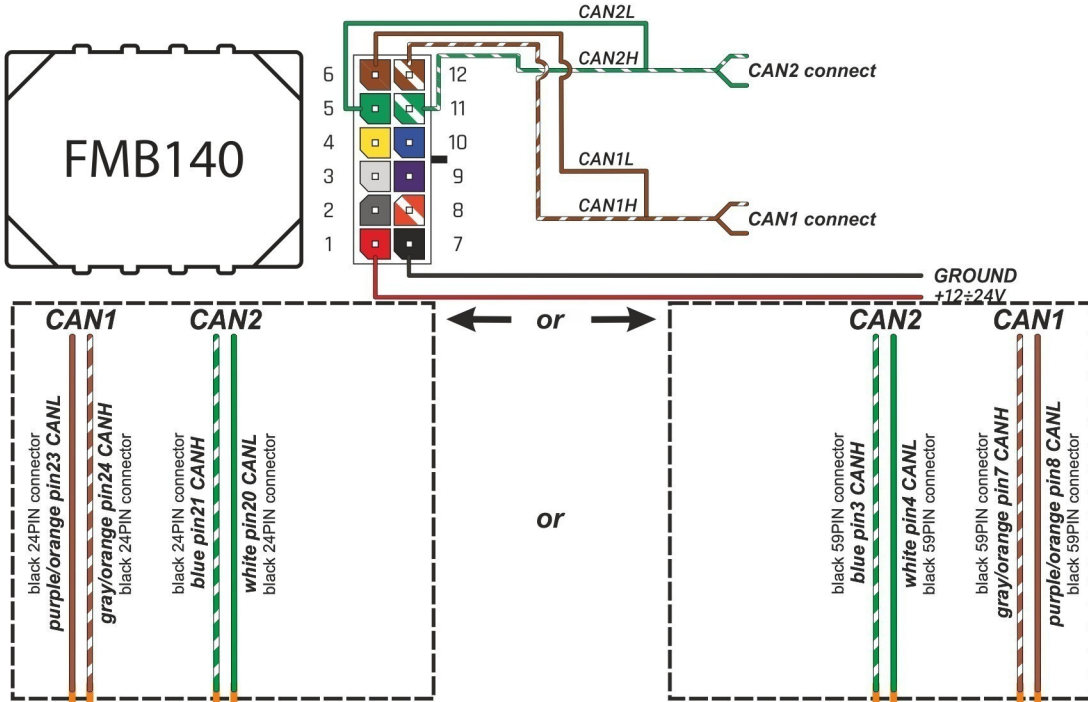 FMB140
CAN2L
CAN2H
CAN2 connect
6
12
5
11
4
10
3
9
2
8
1
7
CAN1L
CAN1H
CAN1 connect
GROUND
+12÷24V
or
CAN1
CAN2
black 24PIN connector
purple/orange pin23 CANL
gray/orange pin24 CANH
black 24PIN connector
black 24PIN connector
blue pin21 CANH
white pin20 CANL
black 24PIN connector
or
CAN2
CAN1
black 59PIN connector
blue pin3 CANH
white pin4 CANL
black 59PIN connector
black 59PIN connector
gray/orange pin7 CANH
purple/orange pin8 CANL
black 59PIN connector